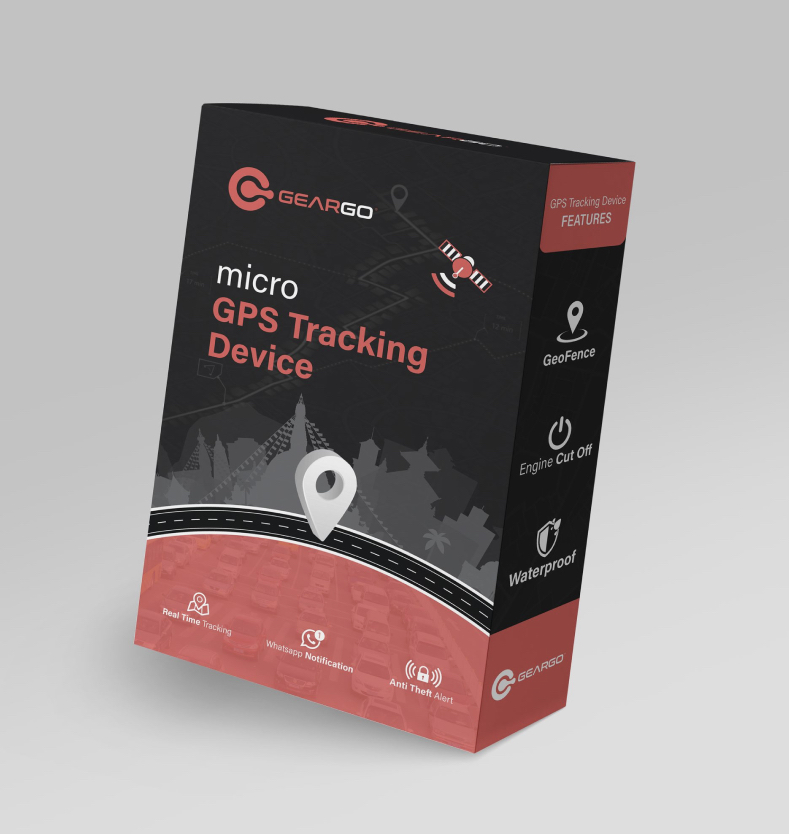 GEARGO
micro
GPS Tracking
Device
Real Time Tracking
Whatsapp Notification
Anti Theft Alert
GPS Tracking Device
FEATURES
GeoFence
Engine Cut Off
Waterproof
GEARGO
GEARGO